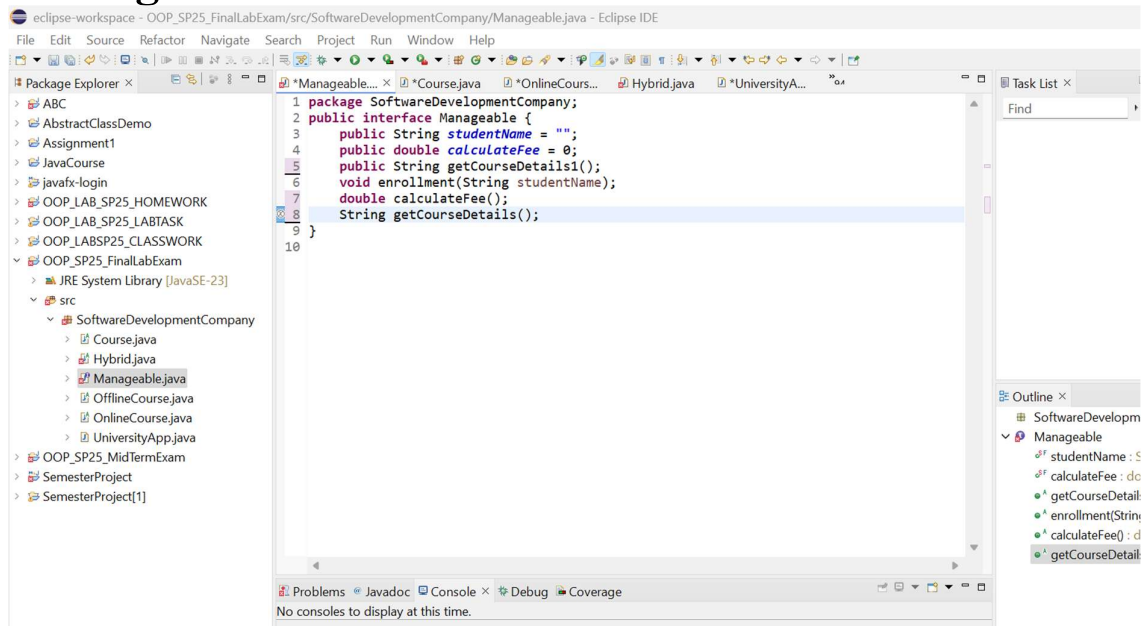 eclipse-workspace - OOP_SP25_FinalLabExam/src/SoftwareDevelopmentCompany/Manageable.java - Eclipse IDE
File Edit Source Refactor Navigate Search Project Run Window Help
Package Explorer
*Manageable.... *Course.java *OnlineCours... Hybrid.java *UniversityA...
Task List
Find
ABC
AbstractClassDemo
Assignment1
JavaCourse
javafx-login
OOP_LAB_SP25_HOMEWORK
OOP_LAB_SP25_LABTASK
OOP_LABSP25_CLASSWORK
OOP_SP25_FinalLabExam
JRE System Library [JavaSE-23]
src
SoftwareDevelopmentCompany
Course.java
Hybrid.java
Manageable.java
OfflineCourse.java
OnlineCourse.java
UniversityApp.java
OOP_SP25_MidTermExam
SemesterProject
SemesterProject[1]
1 package SoftwareDevelopmentCompany;
2 public interface Manageable {
3 public String studentName = "";
4 public double calculateFee = 0;
5 public String getCourseDetails1();
6 void enrollment(String studentName);
7 double calculateFee();
8 String getCourseDetails();
9 }
10
Outline
SoftwareDevelopm
Manageable
studentName : S
calculateFee : do
getCourseDetail
enrollment(String
calculateFee() : d
getCourseDetail
Problems Javadoc Console Debug Coverage
No consoles to display at this time.